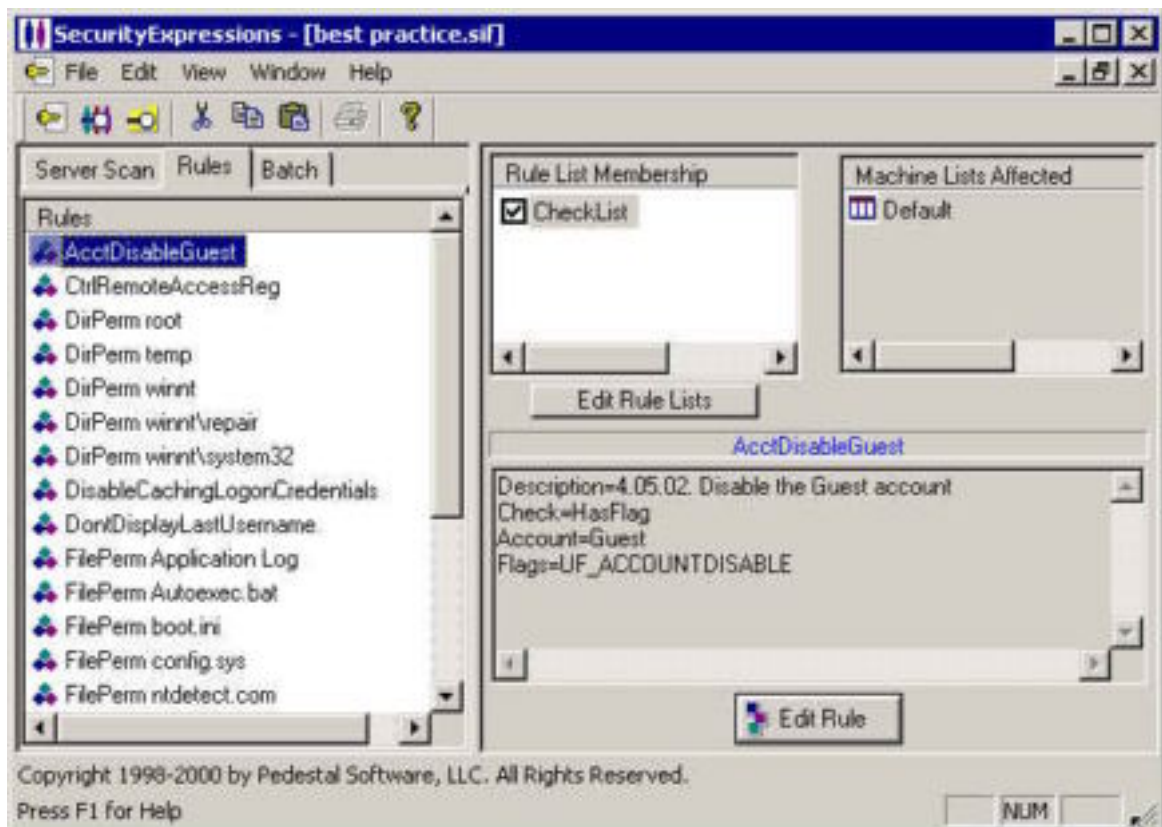 SecurityExpressions - [best practice.sif]
File Edit View Window Help
Server Scan Rules Batch
Rules
AcctDisableGuest
CtrlRemoteAccessReg
DirPerm root
DirPerm temp
DirPerm winnt
DirPerm winnt\repair
DirPerm winnt\system32
DisableCachingLogonCredentials
DontDisplayLastUsername
FilePerm Application Log
FilePerm Autoexec.bat
FilePerm boot.ini
FilePerm config.sys
FilePerm ntdetect.com
Rule List Membership
CheckList
Machine Lists Affected
Default
Edit Rule Lists
AcctDisableGuest
Description=4.05.02. Disable the Guest account
Check=HasFlag
Account=Guest
Flags=UF_ACCOUNTDISABLE
Edit Rule
Copyright 1998-2000 by Pedestal Software, LLC. All Rights Reserved.
Press F1 for Help
NUM